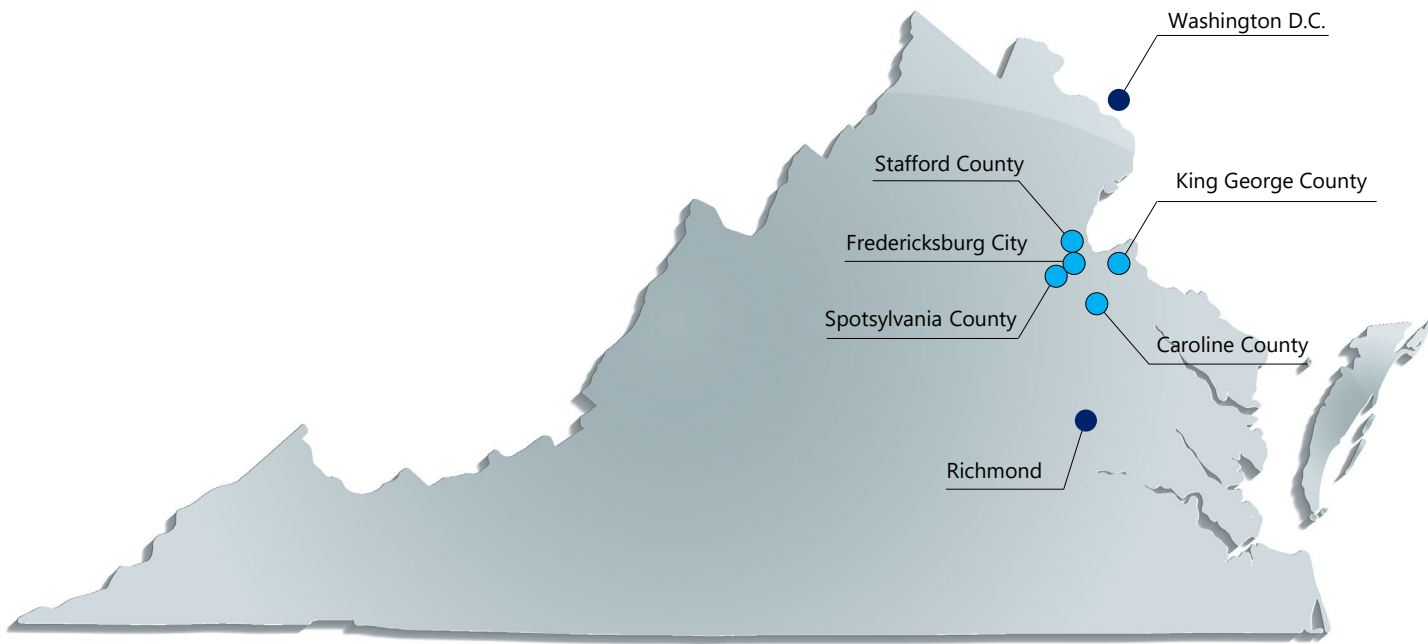 Washington D.C.
Stafford County
King George County
Fredericksburg City
Spotsylvania County
Caroline County
Richmond